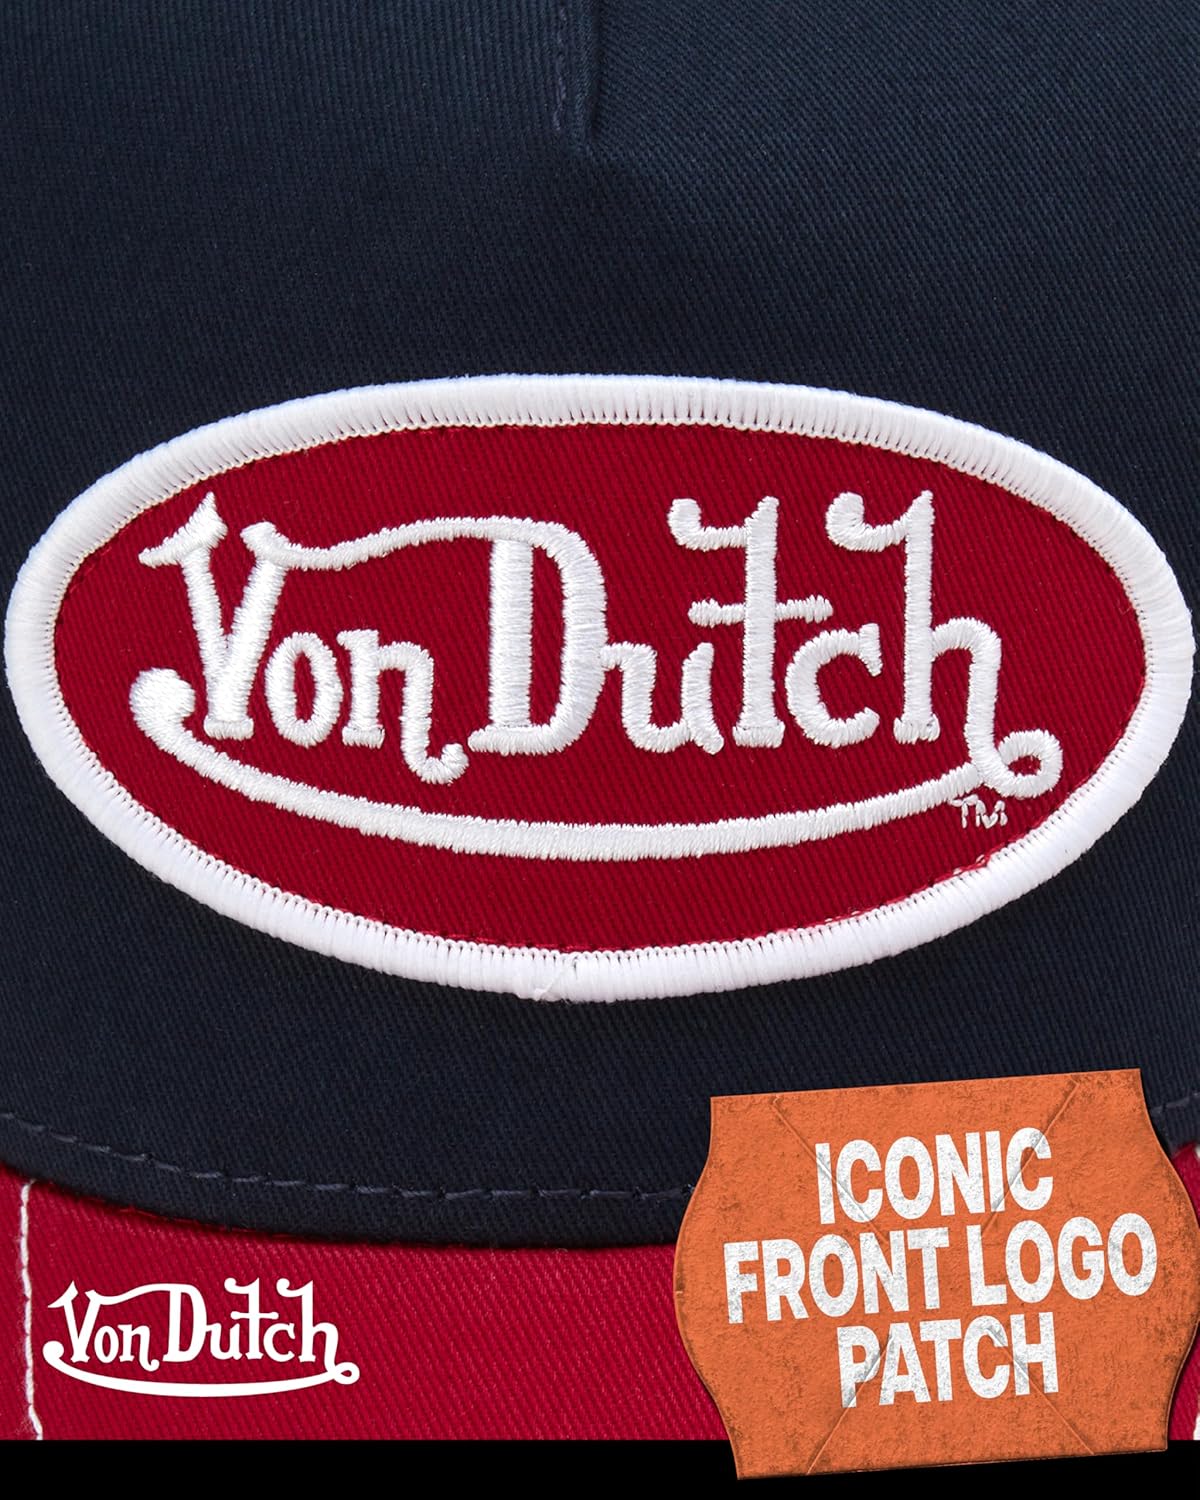 Von Dutch
TM
Von Dutch
ICONIC
FRONT LOGO
PATCH